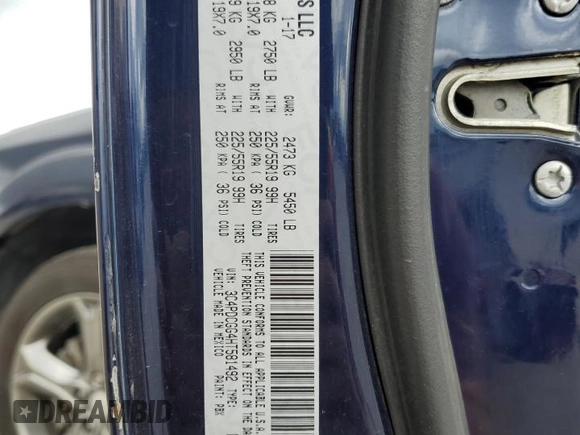 S LLC
1-17
GVWR: 2473 KG 5450 LB
8 KG 2750 LB WITH 225/55R19 99H TIRES
19X7.0 RIMS AT 250 KPA ( 36 PSI) COLD
9 KG 2950 LB WITH 225/55R19 99H TIRES
19X7.0 RIMS AT 250 KPA ( 36 PSI) COLD
THIS VEHICLE CONFORMS TO ALL APPLICABLE U.S.A.
THEFT PREVENTION STANDARDS IN EFFECT ON THE DA
VIN: 3C4PDCGG4HT581492 TYPE:
VEHICLE MADE IN MEXICO PAINT: PBX
DREAMBID